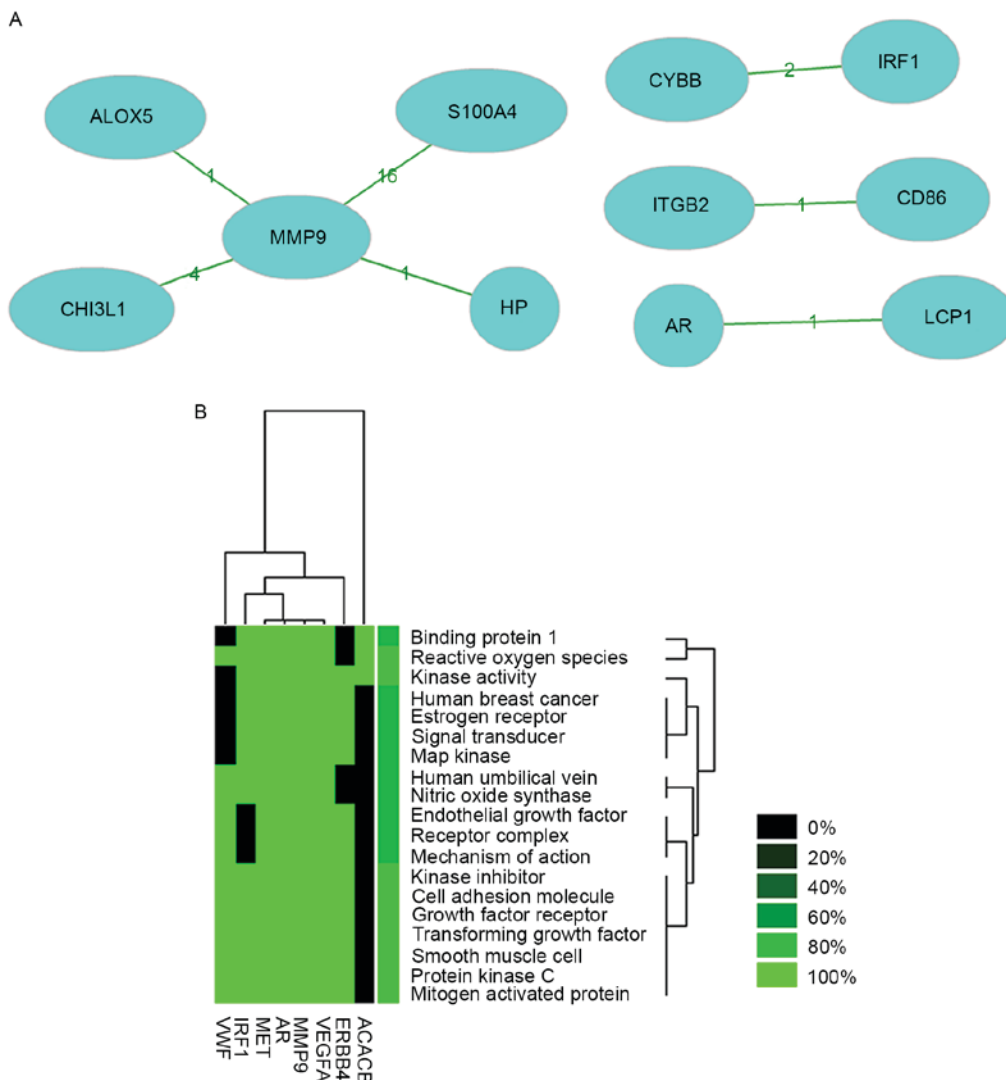 A
ALOX5
S100A4
CYBB
2
IRF1
1
16
MMP9
ITGB2
1
CD86
4
1
CHI3L1
HP
AR
1
LCP1
B
Binding protein 1
Reactive oxygen species
Kinase activity
Human breast cancer
Estrogen receptor
Signal transducer
Map kinase
Human umbilical vein
Nitric oxide synthase
Endothelial growth factor
Receptor complex
Mechanism of action
Kinase inhibitor
Cell adhesion molecule
Growth factor receptor
Transforming growth factor
Smooth muscle cell
Protein kinase C
Mitogen activated protein
0%
20%
40%
60%
80%
100%
VWF
IRF1
MET
AR
MMP9
VEGFA
ERBB4
ACACB